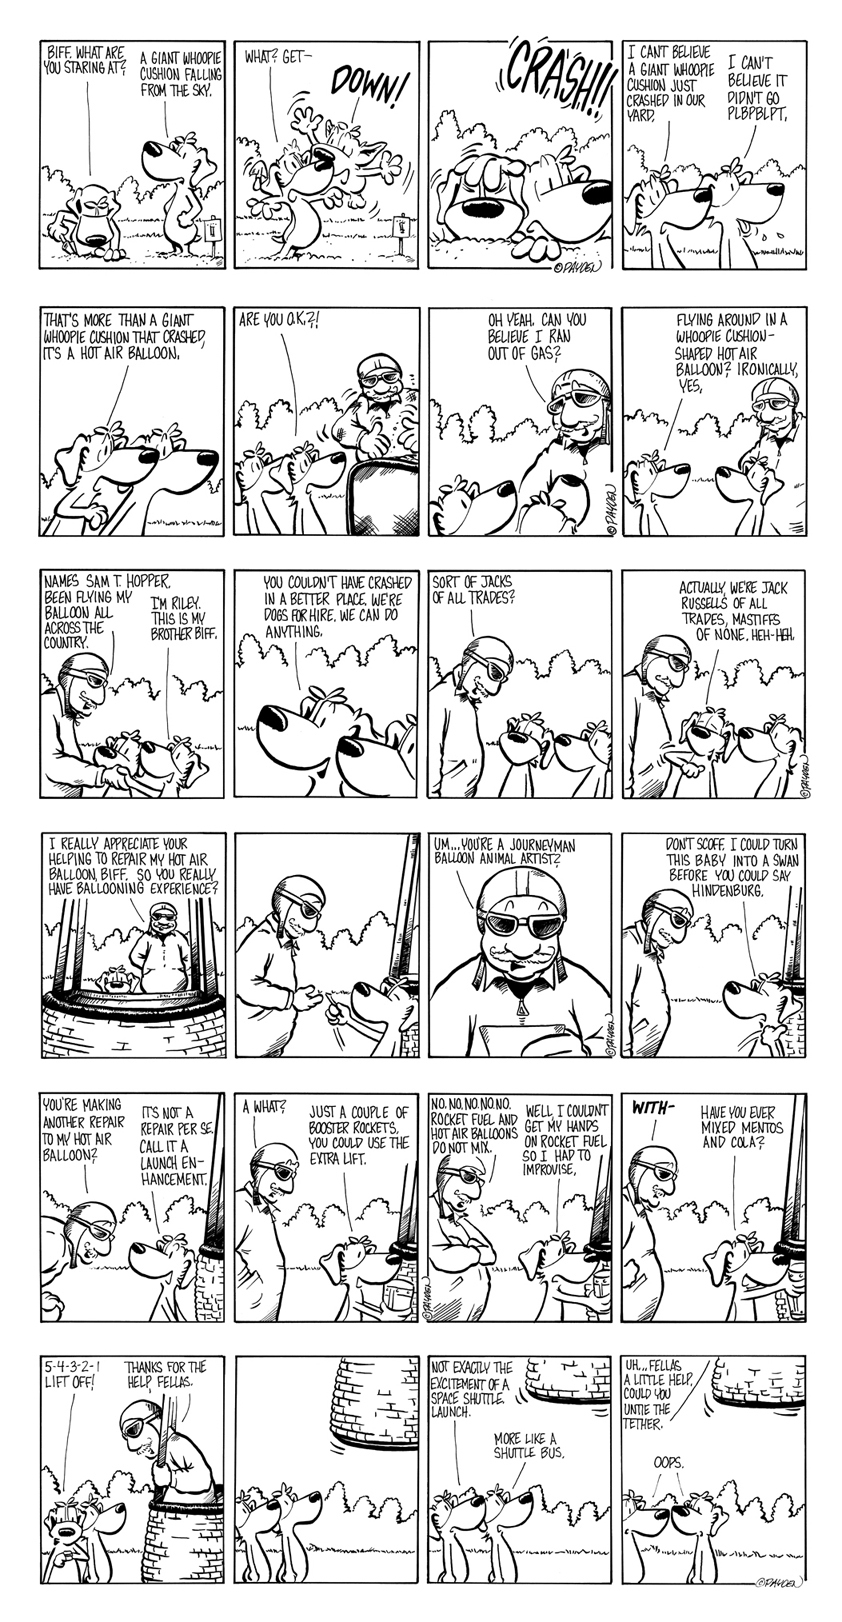 BIFF. WHAT ARE
YOU STARING AT?
A GIANT WHOOPIE
CUSHION FALLING
FROM THE SKY.
WHAT? GET—
DOWN!
CRASH!!!
©PAYDEN
I CAN'T BELIEVE
A GIANT WHOOPIE
CUSHION JUST
CRASHED IN OUR
YARD.
I CAN'T
BELIEVE IT
DIDN'T GO
PLBPBLPT.
THAT'S MORE THAN A GIANT
WHOOPIE CUSHION THAT CRASHED,
IT'S A HOT AIR BALLOON.
ARE YOU O.K.?!
OH YEAH. CAN YOU
BELIEVE I RAN
OUT OF GAS?
©PAYDEN
FLYING AROUND IN A
WHOOPIE CUSHION-
SHAPED HOT AIR
BALLOON? IRONICALLY,
YES.
NAMES SAM T. HOPPER.
BEEN FLYING MY
BALLOON ALL
ACROSS THE
COUNTRY.
I'M RILEY.
THIS IS MY
BROTHER BIFF.
YOU COULDN'T HAVE CRASHED
IN A BETTER PLACE. WE'RE
DOGS FOR HIRE. WE CAN DO
ANYTHING.
SORT OF JACKS
OF ALL TRADES?
ACTUALLY, WE'RE JACK
RUSSELLS OF ALL
TRADES, MASTIFFS
OF NONE. HEH-HEH.
©PAYDEN
I REALLY APPRECIATE YOUR
HELPING TO REPAIR MY HOT AIR
BALLOON, BIFF. SO YOU REALLY
HAVE BALLOONING EXPERIENCE?
UM...YOU'RE A JOURNEYMAN
BALLOON ANIMAL ARTIST?
©PAYDEN
DON'T SCOFF. I COULD TURN
THIS BABY INTO A SWAN
BEFORE YOU COULD SAY
HINDENBURG.
YOU'RE MAKING
ANOTHER REPAIR
TO MY HOT AIR
BALLOON?
IT'S NOT A
REPAIR PER SE.
CALL IT A
LAUNCH EN-
HANCEMENT.
A WHAT?
JUST A COUPLE OF
BOOSTER ROCKETS.
YOU COULD USE THE
EXTRA LIFT.
NO, NO, NO, NO, NO.
ROCKET FUEL AND
HOT AIR BALLOONS
DO NOT MIX.
WELL, I COULDN'T
GET MY HANDS
ON ROCKET FUEL
SO I HAD TO
IMPROVISE.
©PAYDEN
WITH-
HAVE YOU EVER
MIXED MENTOS
AND COLA?
5-4-3-2-1
LIFT OFF!
THANKS FOR THE
HELP, FELLAS.
NOT EXACTLY THE
EXCITEMENT OF A
SPACE SHUTTLE
LAUNCH.
MORE LIKE A
SHUTTLE BUS.
UH...FELLAS
A LITTLE HELP.
COULD YOU
UNTIE THE
TETHER.
OOPS.
©PAYDEN